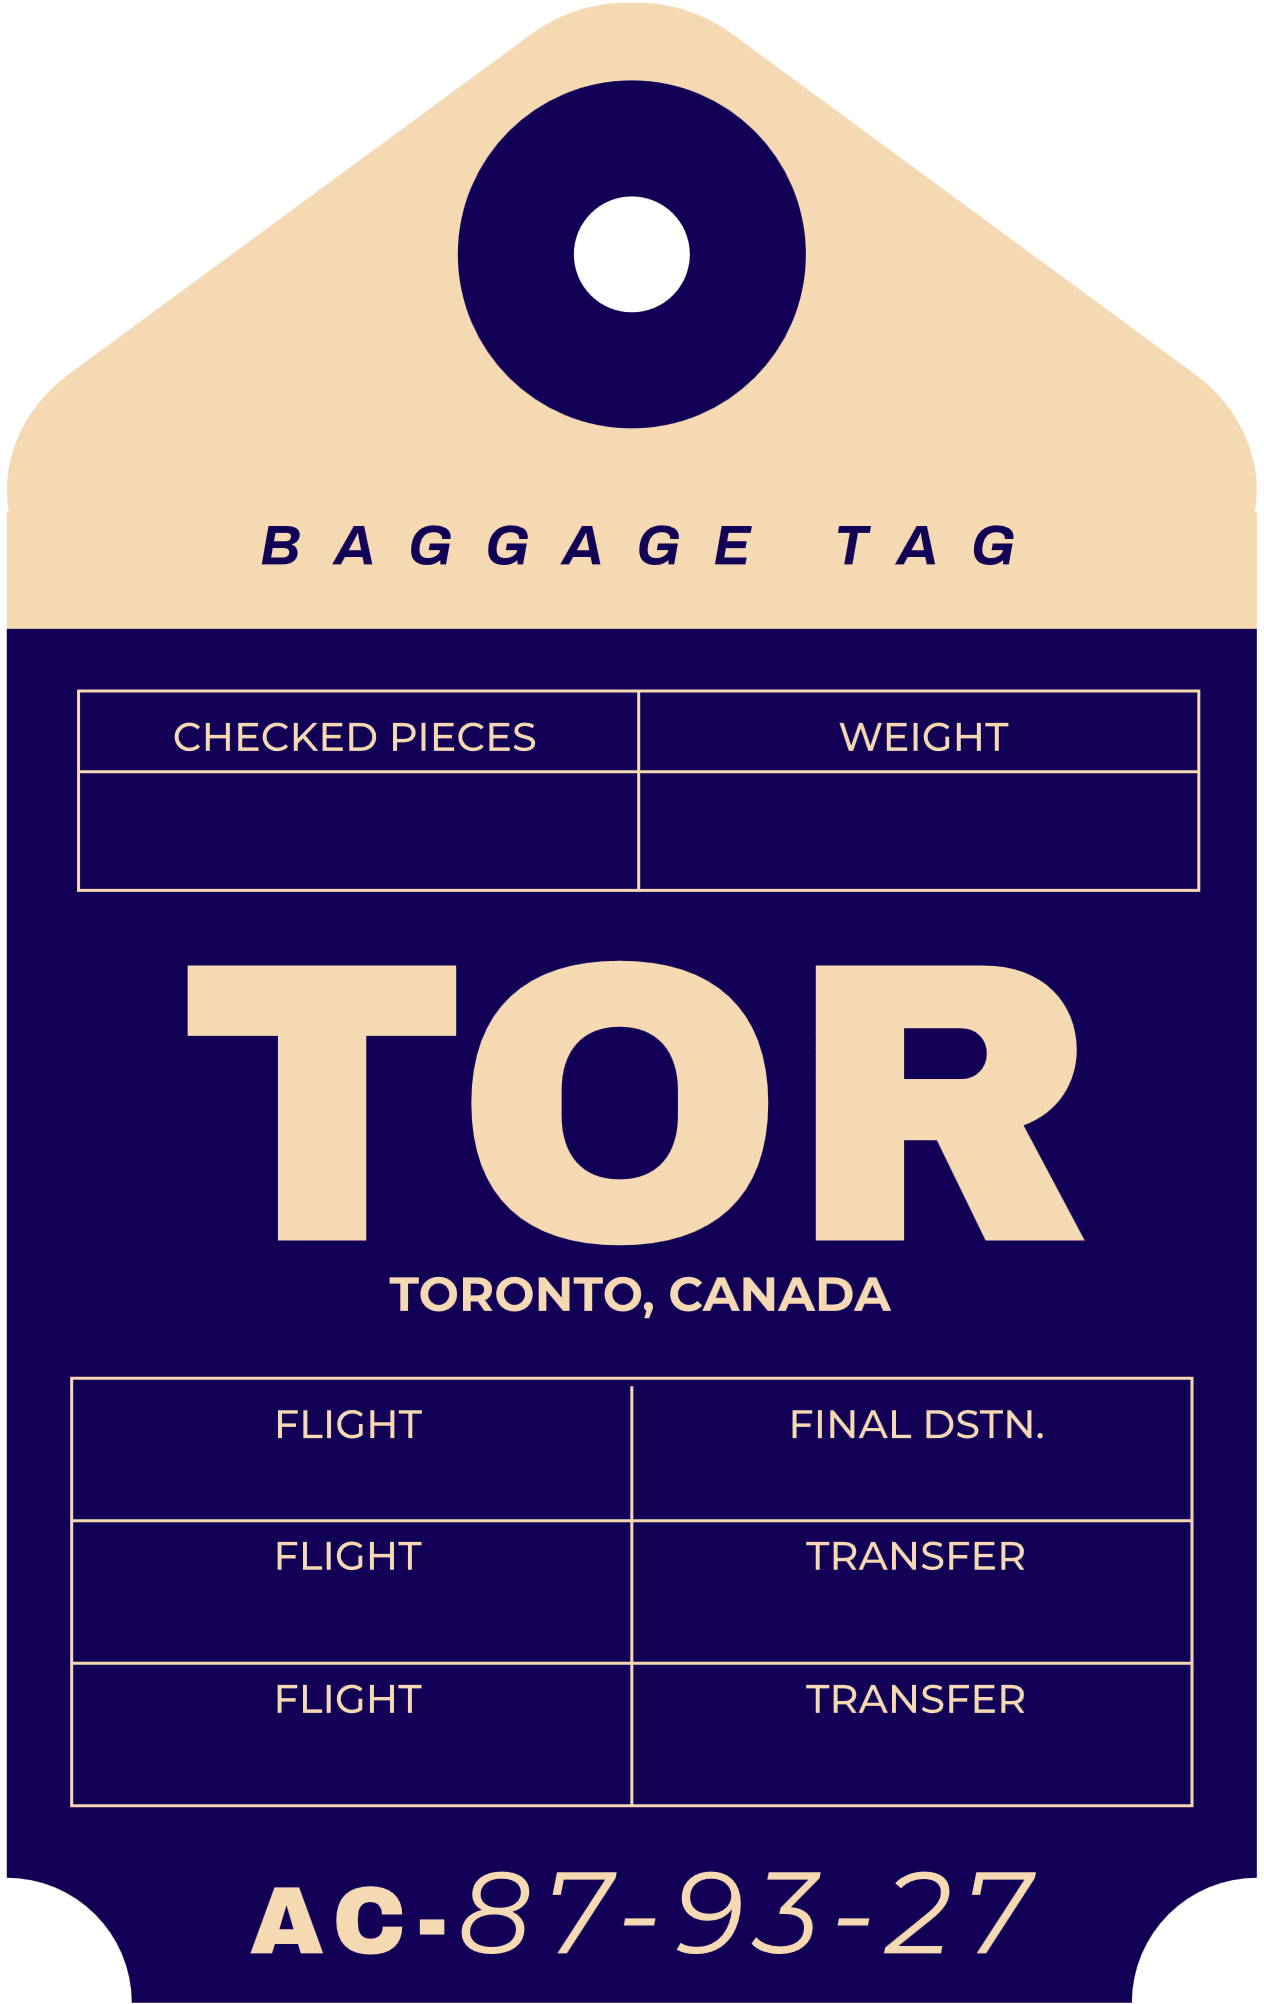 BAGGAGE TAG
CHECKED PIECES WEIGHT
TOR
TORONTO, CANADA
FLIGHT FINAL DSTN.
FLIGHT TRANSFER
FLIGHT TRANSFER
AC-87-93-27